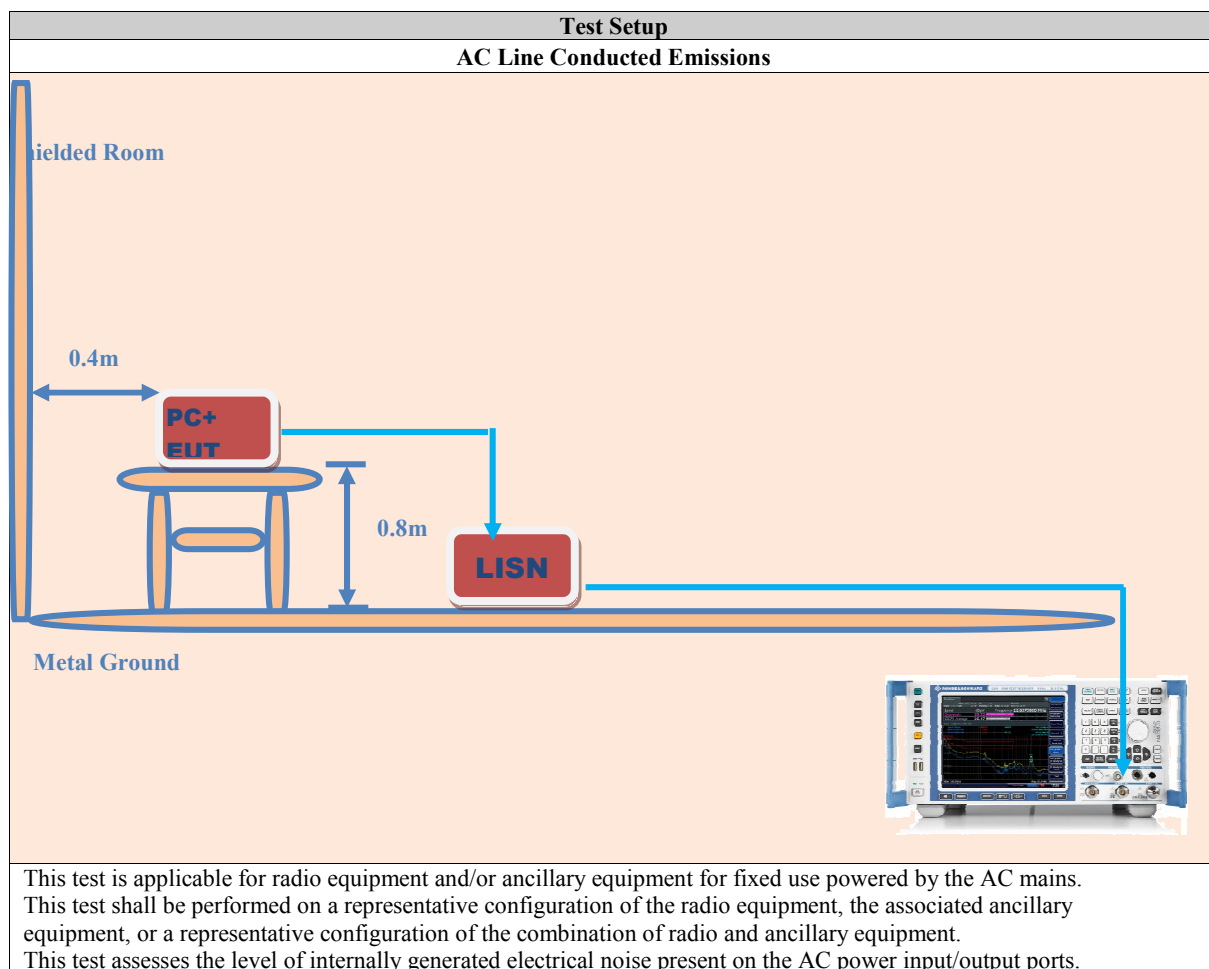 Test Setup
AC Line Conducted Emissions
hielded Room
0.4m
PC+
EUT
0.8m
LISN
Metal Ground
This test is applicable for radio equipment and/or ancillary equipment for fixed use powered by the AC mains.
This test shall be performed on a representative configuration of the radio equipment, the associated ancillary
equipment, or a representative configuration of the combination of radio and ancillary equipment.
This test assesses the level of internally generated electrical noise present on the AC power input/output ports.